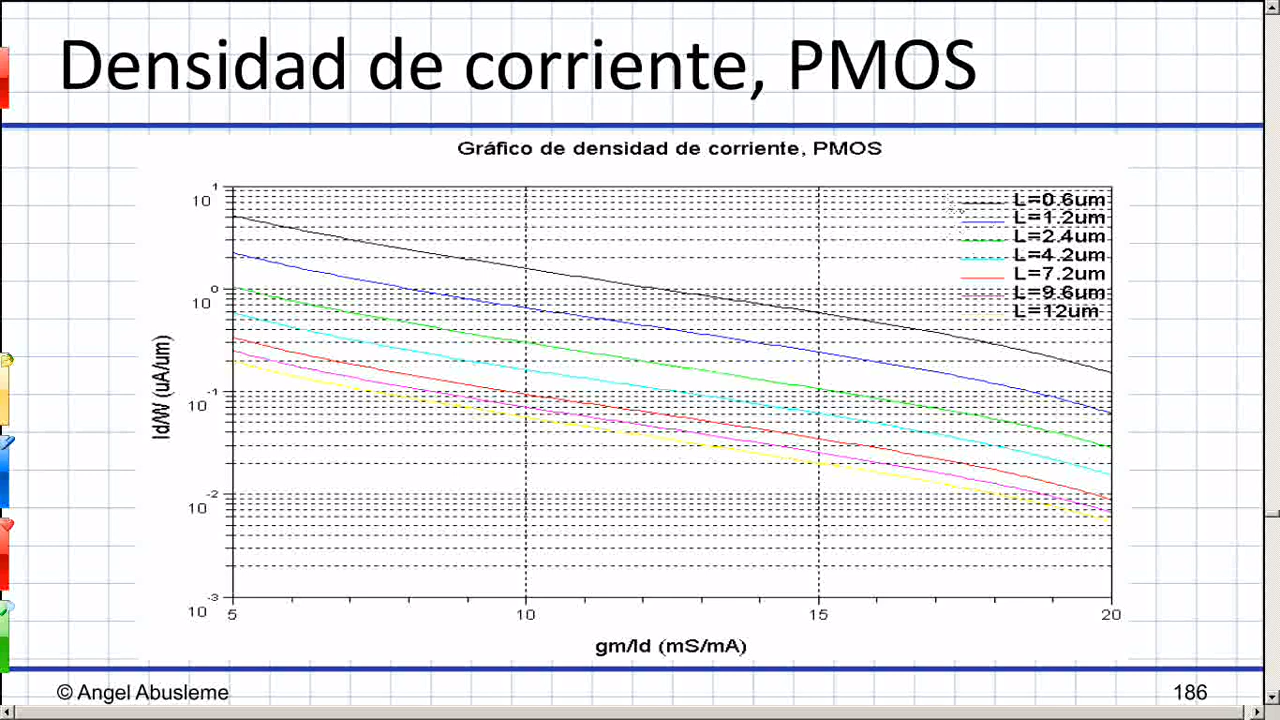 Densidad de corriente, PMOS
Gráfico de densidad de corriente, PMOS
10 1
L=0.6um
L=1.2um
L=2.4um
L=4.2um
L=7.2um
L=9.6um
L=12um
10 0
10 -1
10 -2
10 -3
Id/W (uA/um)
5 10 15 20
gm/Id (mS/mA)
© Angel Abusleme 186